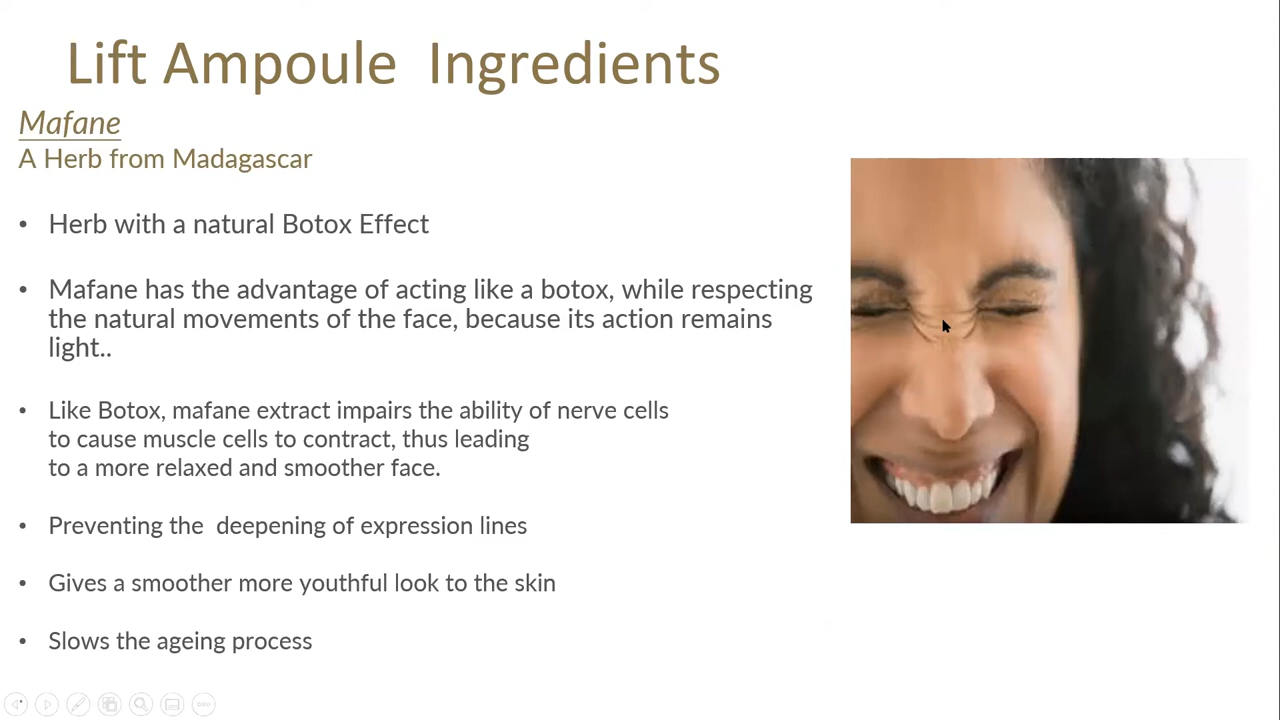 Lift Ampoule  Ingredients
Mafane
A Herb from Madagascar
• Herb with a natural Botox Effect
• Mafane has the advantage of acting like a botox, while respecting
the natural movements of the face, because its action remains
light..
• Like Botox, mafane extract impairs the ability of nerve cells
to cause muscle cells to contract, thus leading
to a more relaxed and smoother face.
• Preventing the  deepening of expression lines
• Gives a smoother more youthful look to the skin
• Slows the ageing process